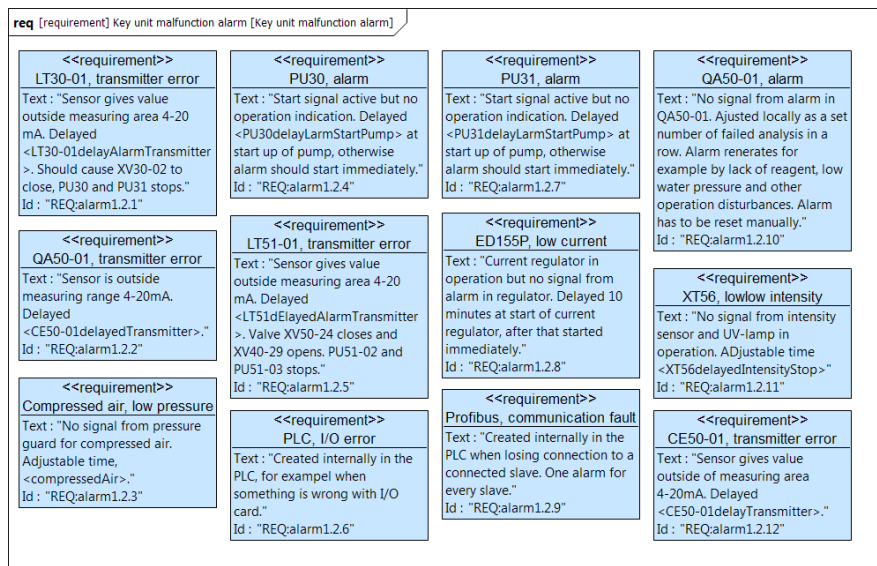 req [requirement] Key unit malfunction alarm [Key unit malfunction alarm]
<<requirement>>
LT30-01, transmitter error
Text : "Sensor gives value
outside measuring area 4-20
mA. Delayed
<LT30-01delayAlarmTransmitter
>. Should cause XV30-02 to
close, PU30 and PU31 stops."
Id : "REQ:alarm1.2.1"
<<requirement>>
QA50-01, transmitter error
Text : "Sensor is outside
measuring range 4-20mA.
Delayed
<CE50-01delayedTransmitter>."
Id : "REQ:alarm1.2.2"
<<requirement>>
Compressed air, low pressure
Text : "No signal from pressure
guard for compressed air.
Adjustable time,
<compressedAir>."
Id : "REQ:alarm1.2.3"
<<requirement>>
PU30, alarm
Text : "Start signal active but no
operation indication. Delayed
<PU30delayLarmStartPump> at
start up of pump, otherwise
alarm should start immediately."
Id : "REQ:alarm1.2.4"
<<requirement>>
LT51-01, transmitter error
Text : "Sensor gives value
outside measuring area 4-20
mA. Delayed
<LT51dElayedAlarmTransmitter
>. Valve XV50-24 closes and
XV40-29 opens. PU51-02 and
PU51-03 stops."
Id : "REQ:alarm1.2.5"
<<requirement>>
PLC, I/O error
Text : "Created internally in the
PLC, for exampel when
something is wrong with I/O
card."
Id : "REQ:alarm1.2.6"
<<requirement>>
PU31, alarm
Text : "Start signal active but no
operation indication. Delayed
<PU31delayLarmStartPump> at
start up of pump, otherwise
alarm should start immediately."
Id : "REQ:alarm1.2.7"
<<requirement>>
ED155P, low current
Text : "Current regulator in
operation but no signal from
alarm in regulator. Delayed 10
minutes at start of current
regulator, after that started
immediately."
Id : "REQ:alarm1.2.8"
<<requirement>>
Profibus, communication fault
Text : "Created internally in the
PLC when losing connection to a
connected slave. One alarm for
every slave."
Id : "REQ:alarm1.2.9"
<<requirement>>
QA50-01, alarm
Text : "No signal from alarm in
QA50-01. Ajusted locally as a set
number of failed analysis in a
row. Alarm renerates for
example by lack of reagent, low
water pressure and other
operation disturbances. Alarm
has to be reset manually."
Id : "REQ:alarm1.2.10"
<<requirement>>
XT56, lowlow intensity
Text : "No signal from intensity
sensor and UV-lamp in
operation. ADjustable time
<XT56delayedIntensityStop>"
Id : "REQ:alarm1.2.11"
<<requirement>>
CE50-01, transmitter error
Text : "Sensor gives value
outside of measuring area
4-20mA. Delayed
<CE50-01delayTransmitter>."
Id : "REQ:alarm1.2.12"